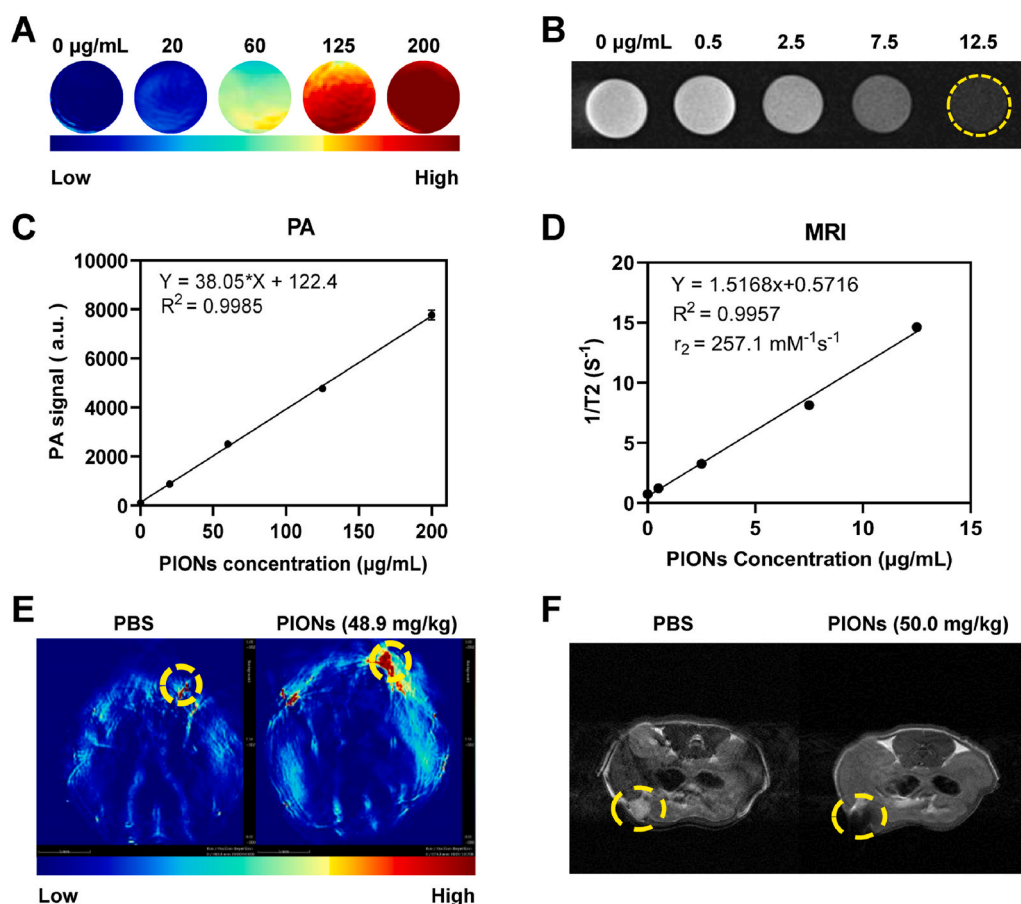 A
0 µg/mL 20 60 125 200
Low High
B
0 µg/mL 0.5 2.5 7.5 12.5
C
PA
Y = 38.05*X + 122.4
R² = 0.9985
PA signal ( a.u. )
10000
8000
6000
4000
2000
0
0 50 100 150 200
PIONs concentration (µg/mL)
D
MRI
Y = 1.5168x+0.5716
R² = 0.9957
r₂ = 257.1 mM⁻¹s⁻¹
1/T2 (S⁻¹)
20
15
10
5
0
0 5 10 15
PIONs Concentration (µg/mL)
E
PBS PIONs (48.9 mg/kg)
Low High
F
PBS PIONs (50.0 mg/kg)